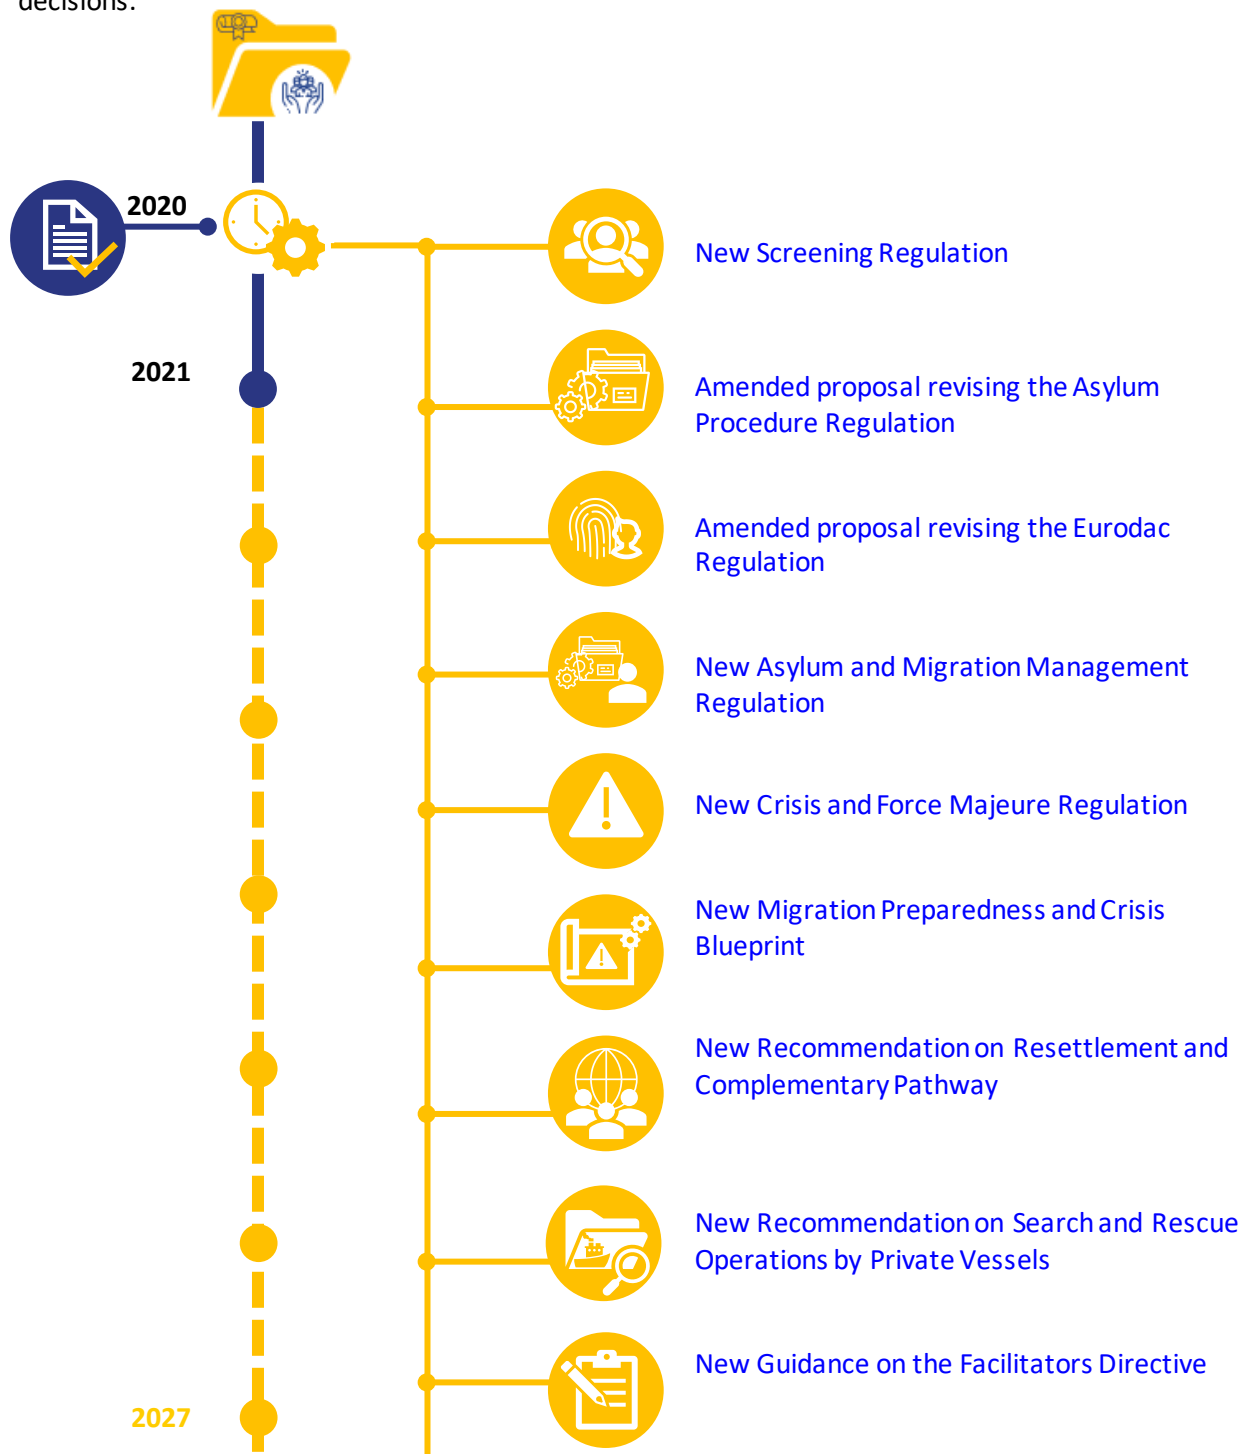 decisions:
2020
New Screening Regulation
2021
Amended proposal revising the Asylum
Procedure Regulation
Amended proposal revising the Eurodac
Regulation
New Asylum and Migration Management
Regulation
New Crisis and Force Majeure Regulation
New Migration Preparedness and Crisis
Blueprint
New Recommendation on Resettlement and
Complementary Pathway
New Recommendation on Search and Rescue
Operations by Private Vessels
New Guidance on the Facilitators Directive
2027